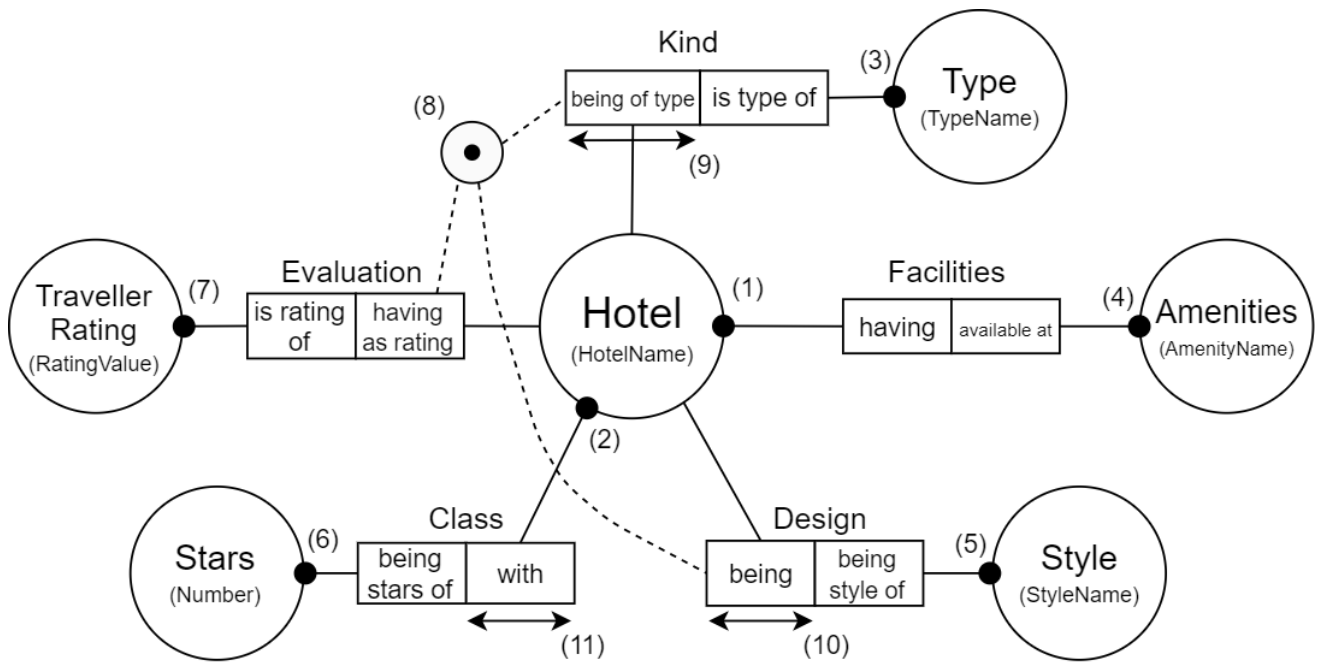 Kind
(3)
Type
(TypeName)
being of type
is type of
(8)
(9)
Evaluation
(7)
Traveller
Rating
(RatingValue)
is rating
of
having
as rating
Hotel
(HotelName)
(1)
Facilities
having
available at
(4)
Amenities
(AmenityName)
(2)
Class
(6)
Stars
(Number)
being
stars of
with
(11)
Design
being
being
style of
(10)
(5)
Style
(StyleName)